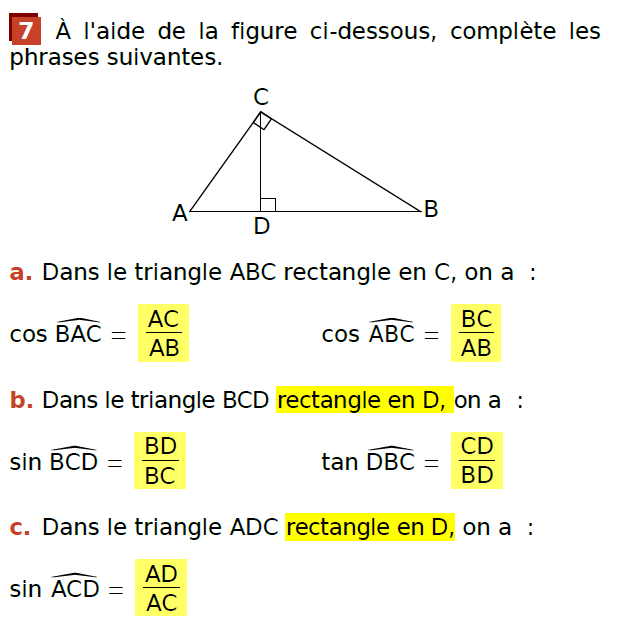 7 À l'aide de la figure ci-dessous, complète les
phrases suivantes.
C
A
B
D
a. Dans le triangle ABC rectangle en C, on a :
cos BAC = AC/AB cos ABC = BC/AB
b. Dans le triangle BCD rectangle en D, on a :
sin BCD = BD/BC tan DBC = CD/BD
c. Dans le triangle ADC rectangle en D, on a :
sin ACD = AD/AC